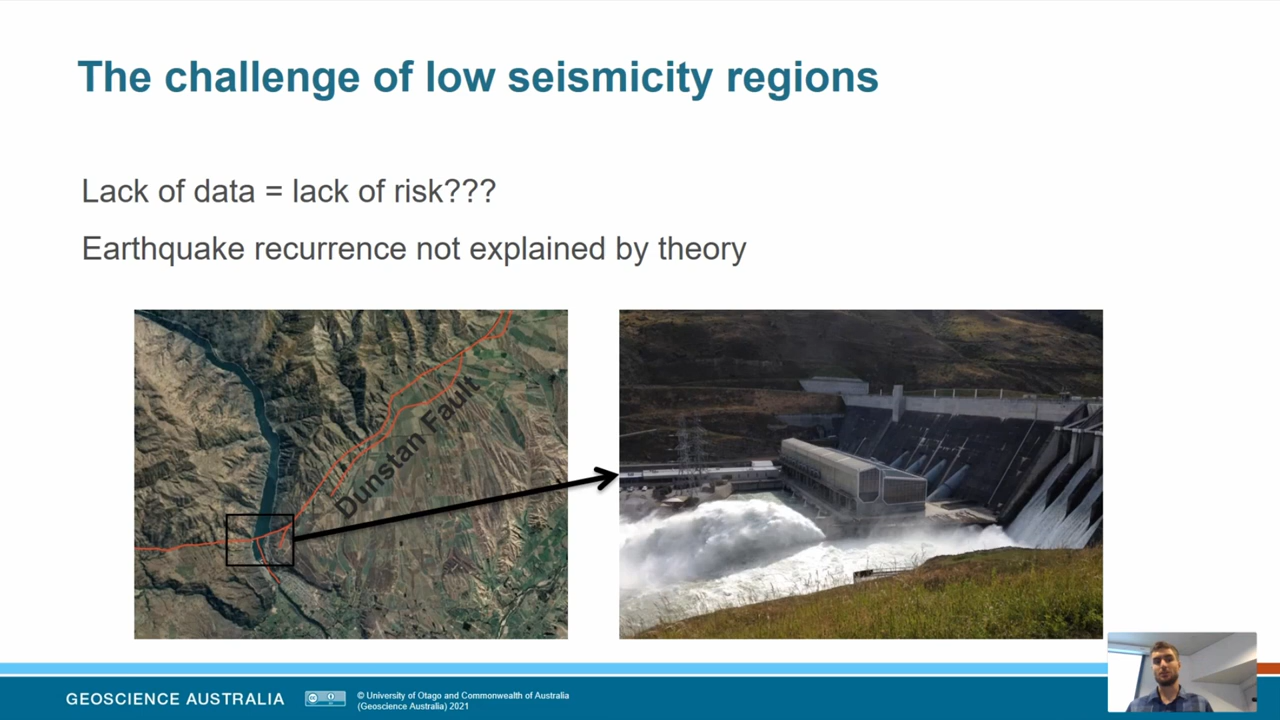 The challenge of low seismicity regions
Lack of data = lack of risk???
Earthquake recurrence not explained by theory
Dunstan Fault
GEOSCIENCE AUSTRALIA
© University of Otago and Commonwealth of Australia
(Geoscience Australia) 2021